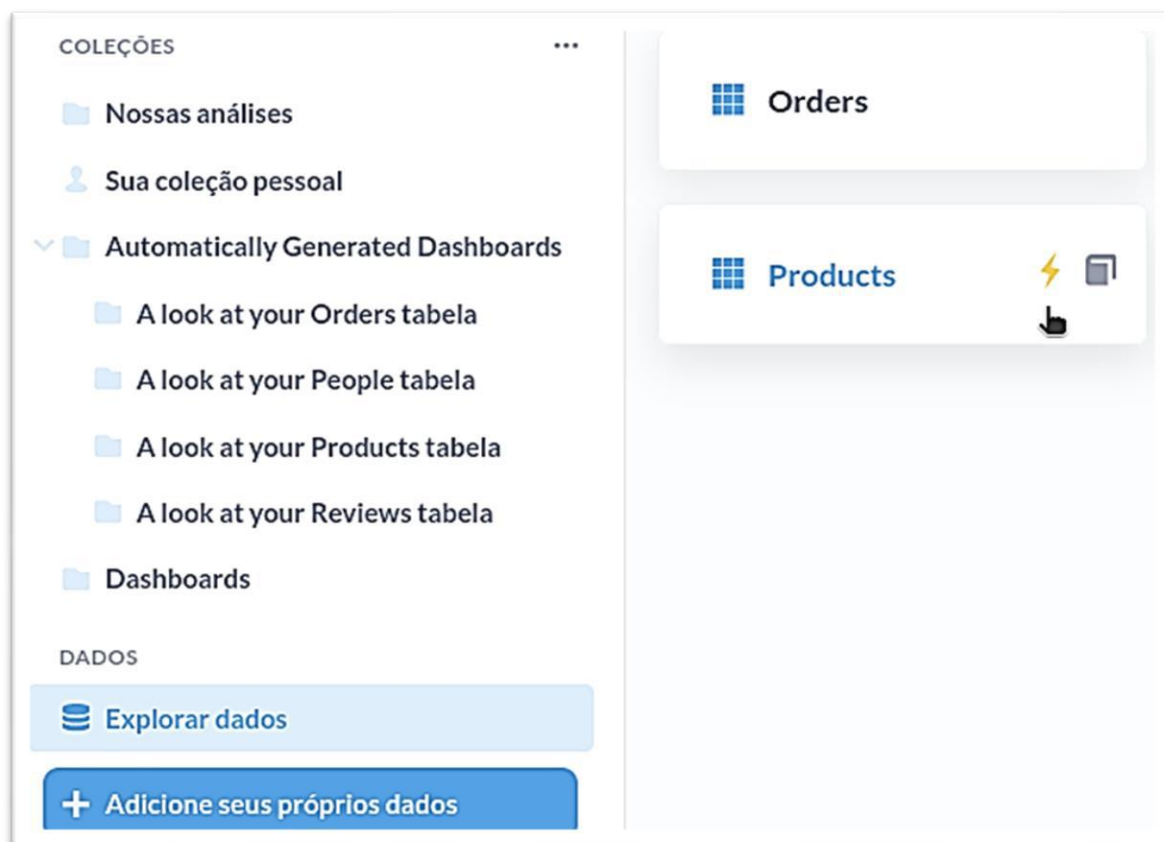 COLEÇÕES
Nossas análises
Sua coleção pessoal
Automatically Generated Dashboards
A look at your Orders tabela
A look at your People tabela
A look at your Products tabela
A look at your Reviews tabela
Dashboards
DADOS
Explorar dados
Adicione seus próprios dados
Orders
Products